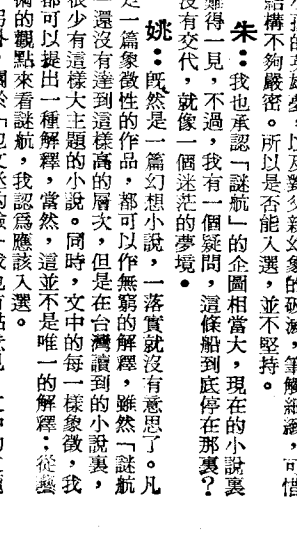 結構不夠嚴密。所以是否能入選，並不堅持。
朱：我也承認「謎航」的企圖相當大，現在的小說裏
難得一見，不過，我有一個疑問，這條船到底停在那裏？
沒有交代，就像一個迷茫的夢境。
姚：既然是一篇幻想小說，一落實就沒有意思了。凡
是一篇象徵性的作品，都可以作無窮的解釋，雖然「謎航
」還沒有達到這樣高的層次，但是在台灣讀到的小說裏，
很少有這樣大主題的小說。同時，文中的每一樣象徵，我
都可以提出一種解釋，當然，這並不是唯一的解釋：從藝
術的觀點來看謎航，我認爲應該入選。